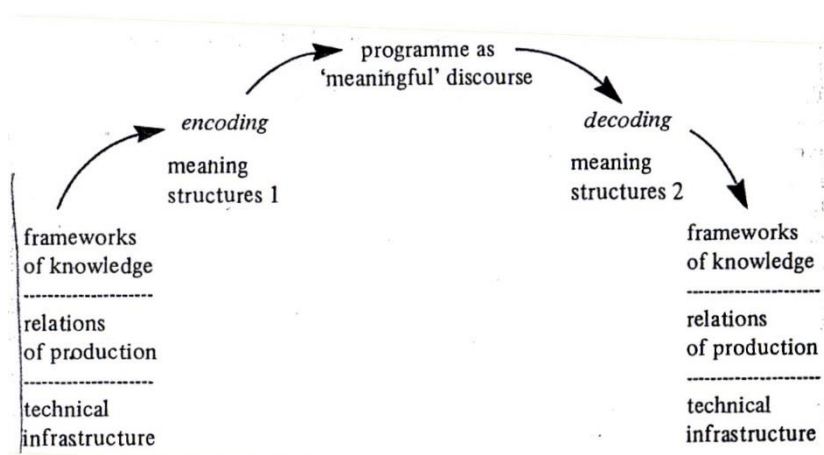 programme as
'meaningful' discourse
encoding
decoding
meaning
structures 1
meaning
structures 2
frameworks
of knowledge
relations
of production
technical
infrastructure
frameworks
of knowledge
relations
of production
technical
infrastructure